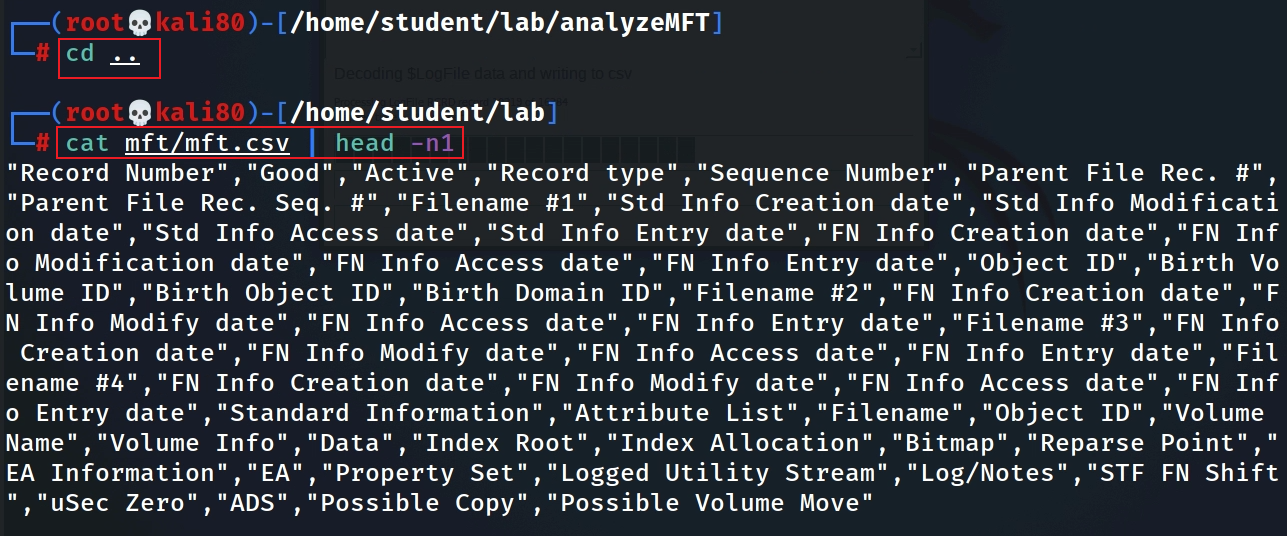 ┌──(root💀kali80)-[/home/student/lab/analyzeMFT]
└─# cd ..
Decoding $LogFile data and writing to csv
┌──(root💀kali80)-[/home/student/lab]
└─# cat mft/mft.csv | head -n1
"Record Number","Good","Active","Record type","Sequence Number","Parent File Rec. #",
"Parent File Rec. Seq. #","Filename #1","Std Info Creation date","Std Info Modificati
on date","Std Info Access date","Std Info Entry date","FN Info Creation date","FN Inf
o Modification date","FN Info Access date","FN Info Entry date","Object ID","Birth Vo
lume ID","Birth Object ID","Birth Domain ID","Filename #2","FN Info Creation date","F
N Info Modify date","FN Info Access date","FN Info Entry date","Filename #3","FN Info
 Creation date","FN Info Modify date","FN Info Access date","FN Info Entry date","Fil
ename #4","FN Info Creation date","FN Info Modify date","FN Info Access date","FN Inf
o Entry date","Standard Information","Attribute List","Filename","Object ID","Volume
Name","Volume Info","Data","Index Root","Index Allocation","Bitmap","Reparse Point","
EA Information","EA","Property Set","Logged Utility Stream","Log/Notes","STF FN Shift
","uSec Zero","ADS","Possible Copy","Possible Volume Move"